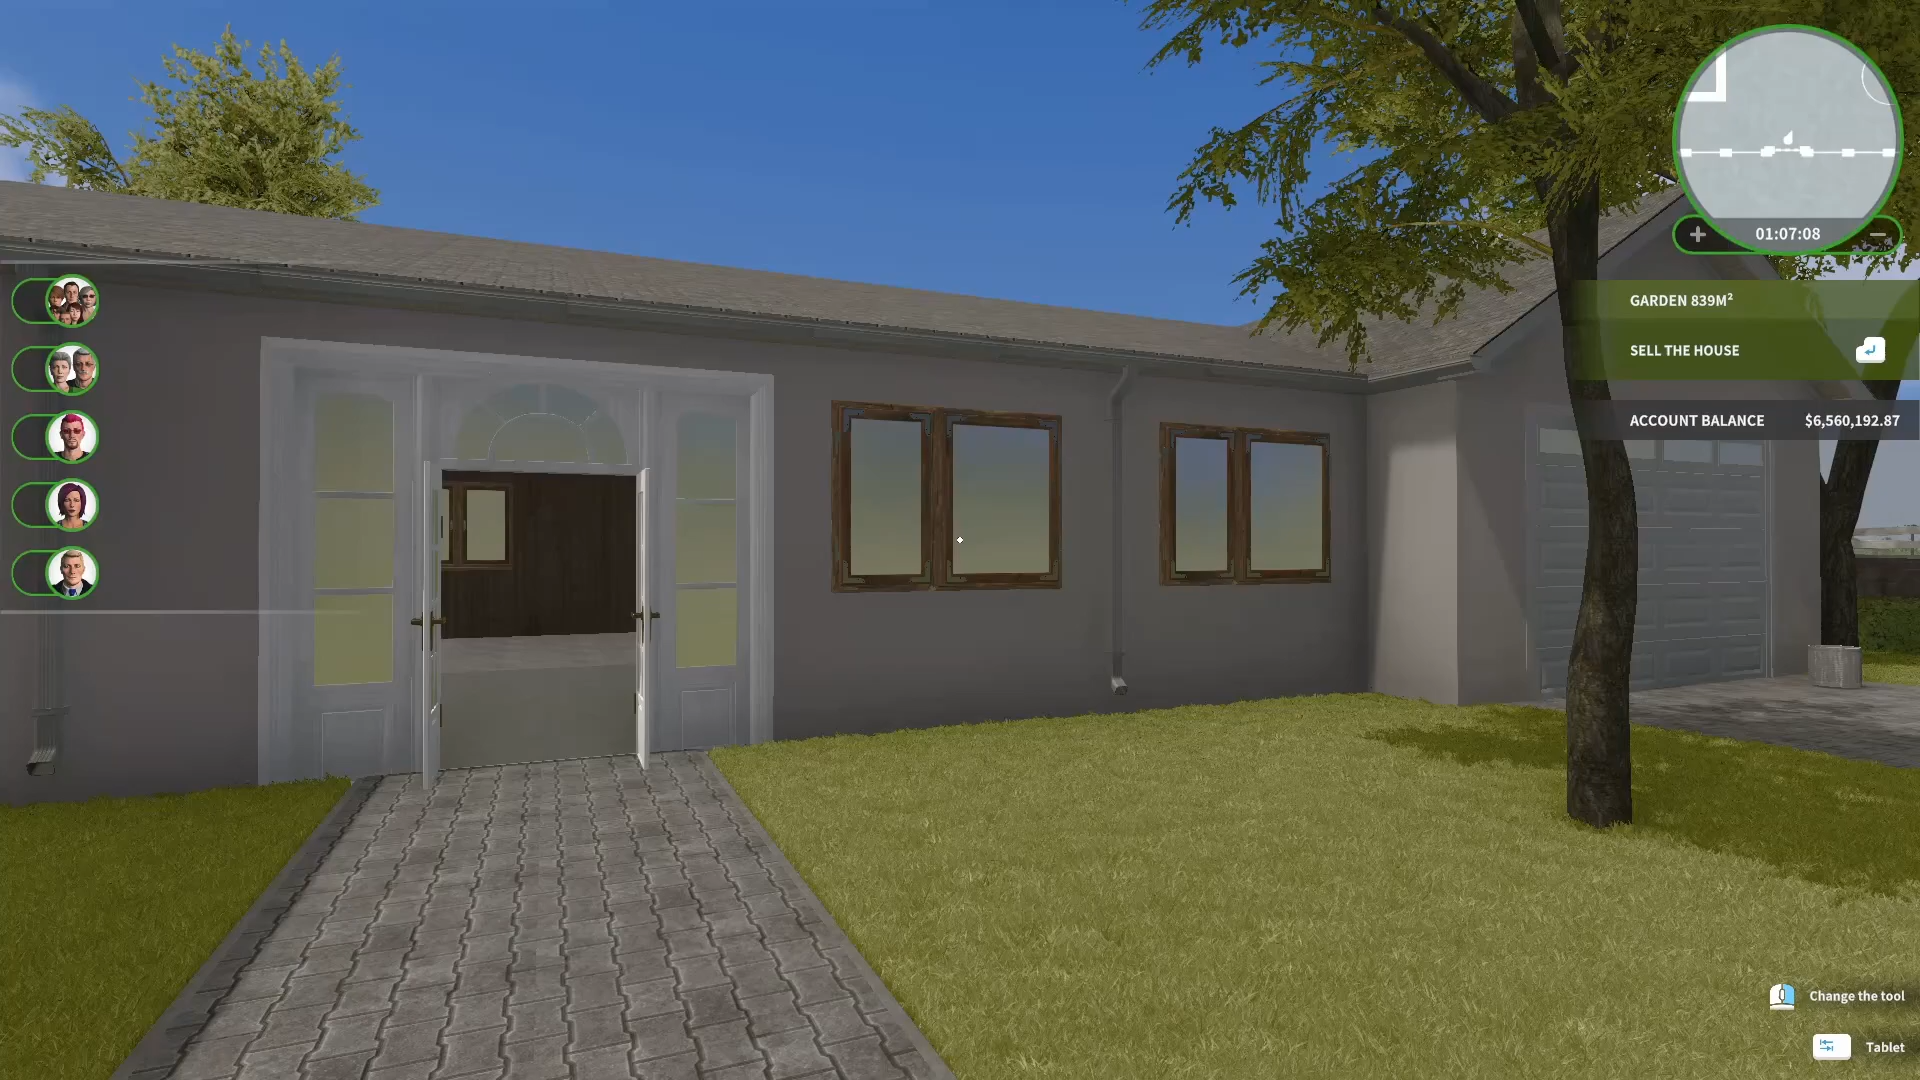 01:07:08
GARDEN 839M²
SELL THE HOUSE
ACCOUNT BALANCE $6,560,192.87
Change the tool
Tablet